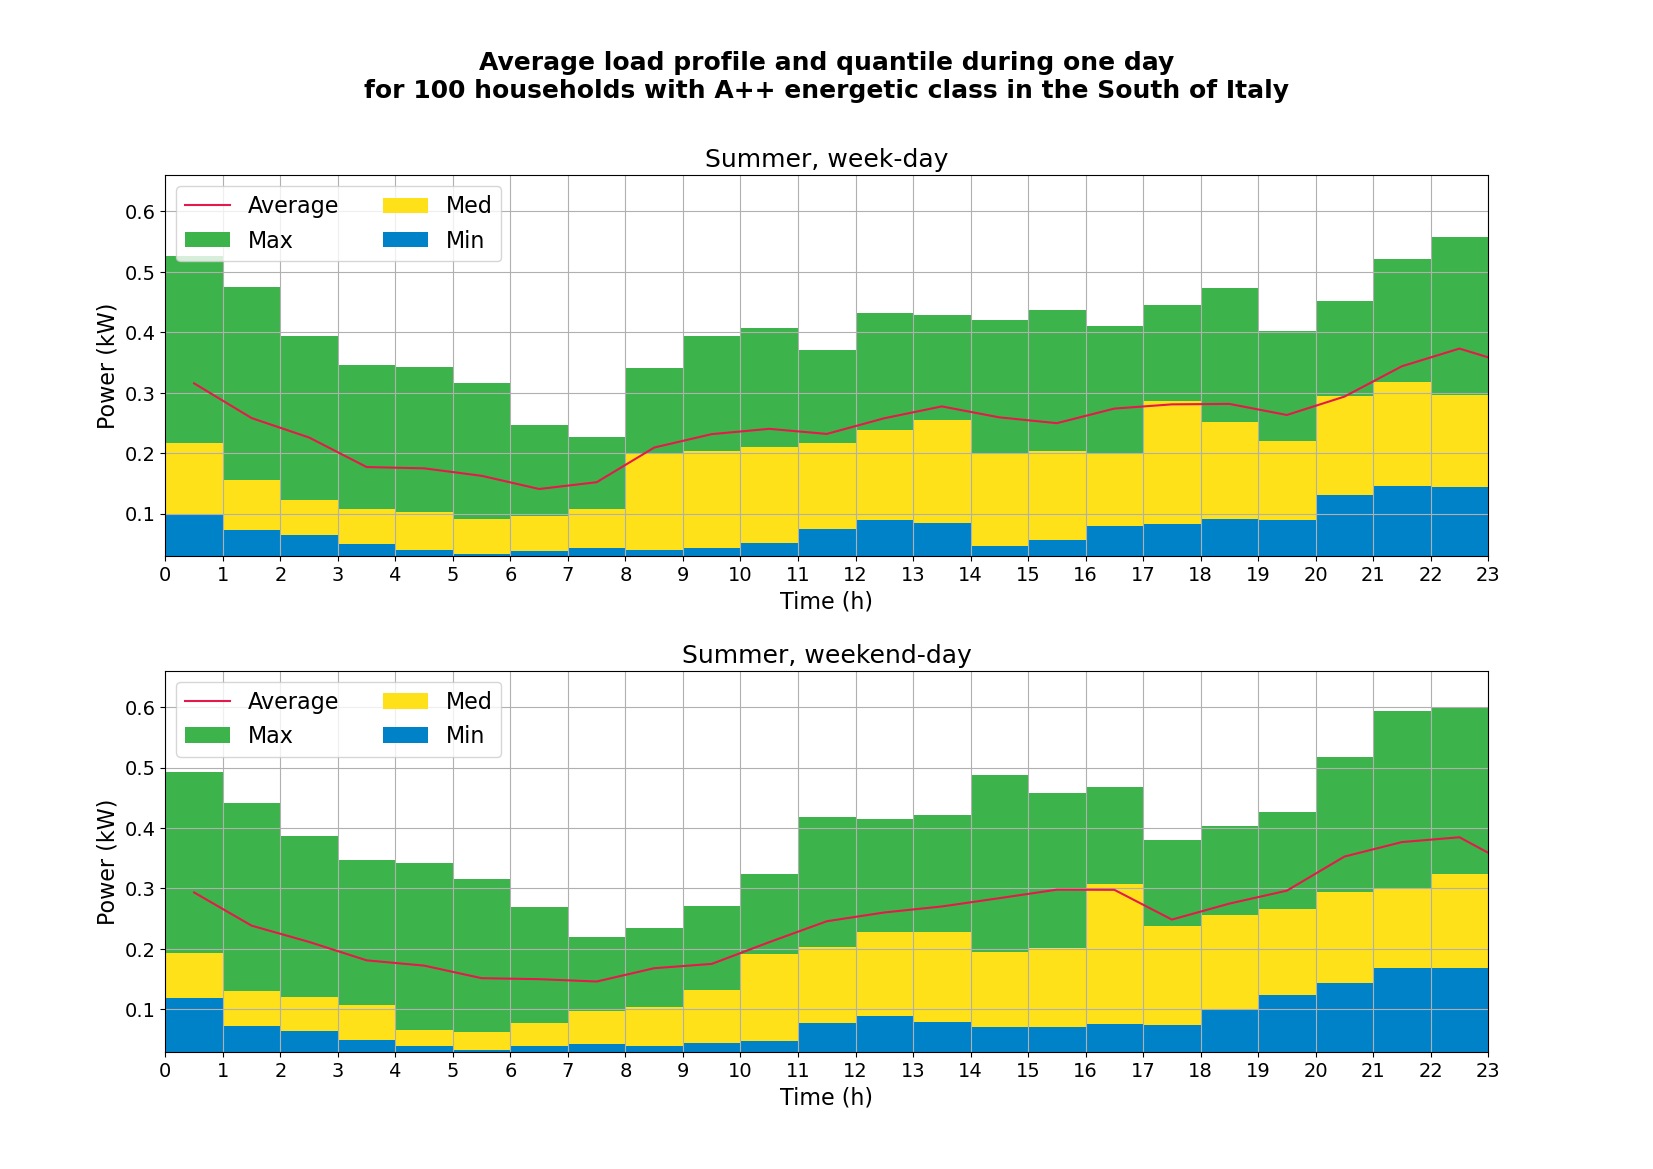 Average load profile and quantile during one day
for 100 households with A++ energetic class in the South of Italy
Summer, week-day
Average Med
Max Min
0.6
0.5
0.4
0.3
0.2
0.1
Power (kW)
0 1 2 3 4 5 6 7 8 9 10 11 12 13 14 15 16 17 18 19 20 21 22 23
Time (h)
Summer, weekend-day
Average Med
Max Min
0.6
0.5
0.4
0.3
0.2
0.1
Power (kW)
0 1 2 3 4 5 6 7 8 9 10 11 12 13 14 15 16 17 18 19 20 21 22 23
Time (h)